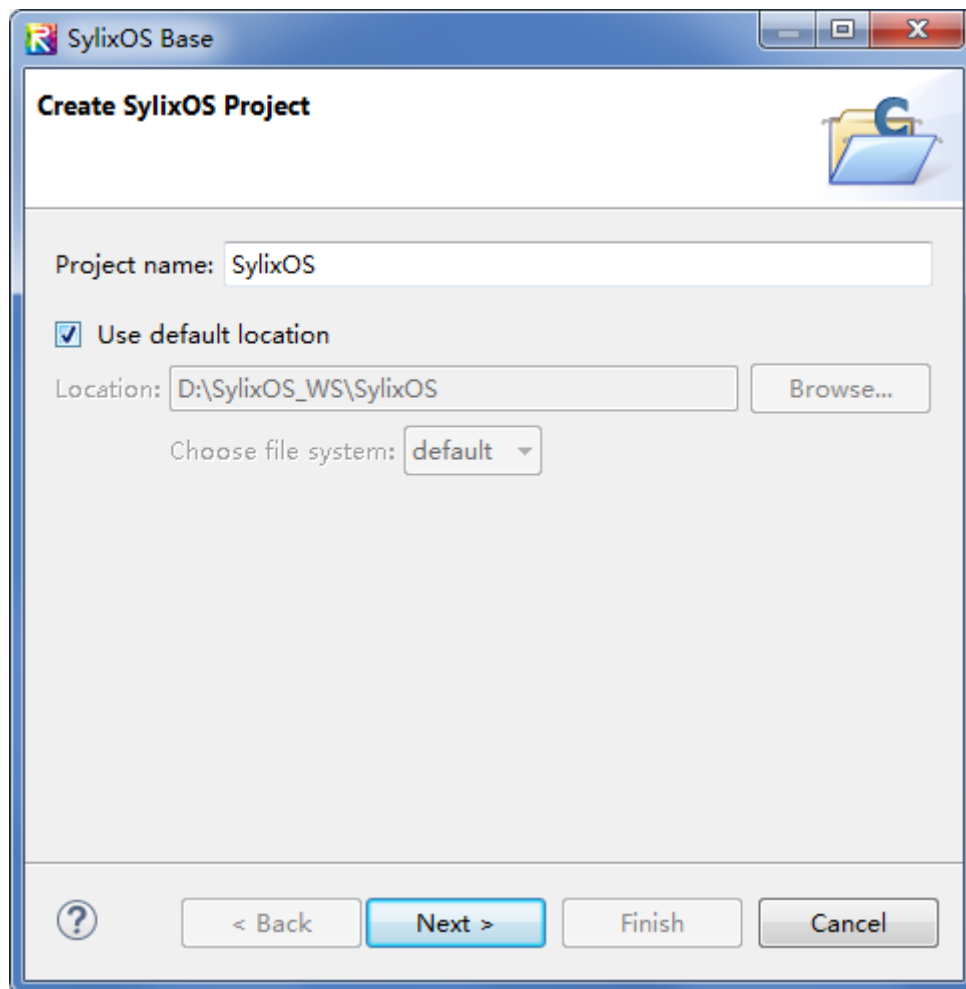 SylixOS Base
Create SylixOS Project
Project name: SylixOS
Use default location
Location: D:\SylixOS_WS\SylixOS Browse...
Choose file system: default
< Back Next > Finish Cancel